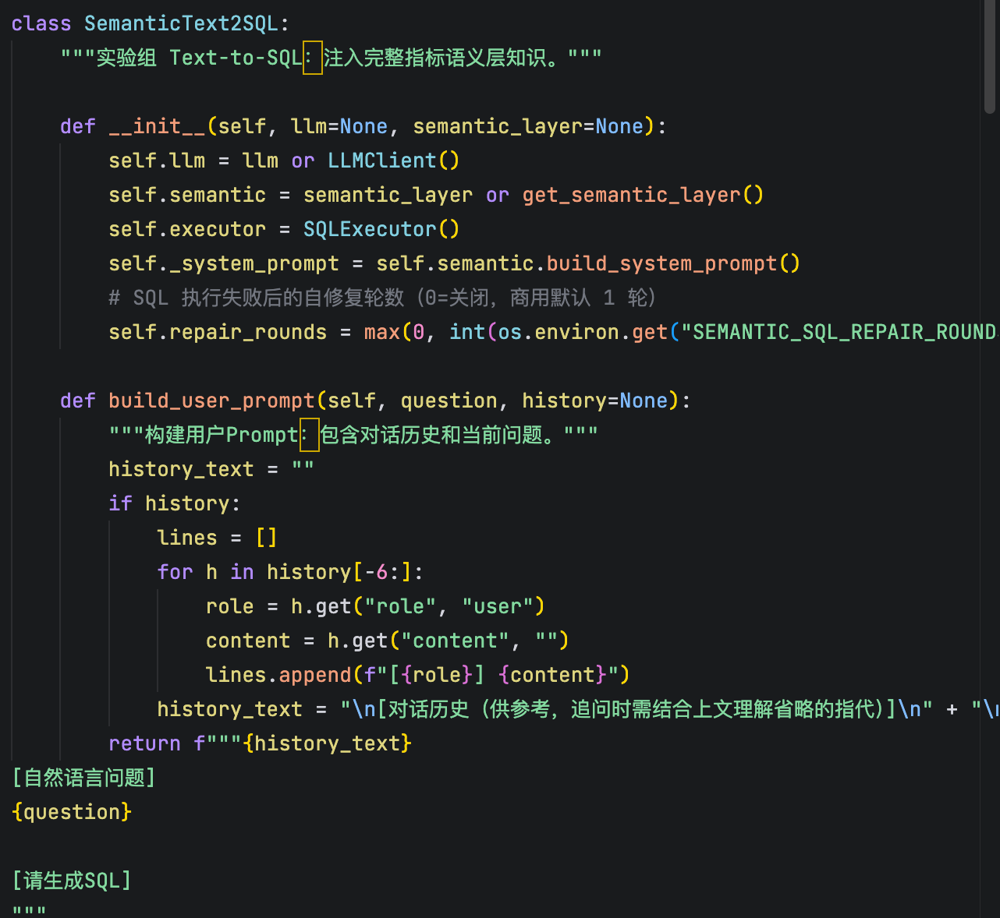 class SemanticText2SQL:
    """实验组 Text-to-SQL：注入完整指标语义层知识。"""

    def __init__(self, llm=None, semantic_layer=None):
        self.llm = llm or LLMClient()
        self.semantic = semantic_layer or get_semantic_layer()
        self.executor = SQLExecutor()
        self._system_prompt = self.semantic.build_system_prompt()
        # SQL 执行失败后的自修复轮数（0=关闭，商用默认 1 轮）
        self.repair_rounds = max(0, int(os.environ.get("SEMANTIC_SQL_REPAIR_ROUND

    def build_user_prompt(self, question, history=None):
        """构建用户Prompt：包含对话历史和当前问题。"""
        history_text = ""
        if history:
            lines = []
            for h in history[-6:]:
                role = h.get("role", "user")
                content = h.get("content", "")
                lines.append(f"[{role}] {content}")
            history_text = "\n[对话历史（供参考，追问时需结合上文理解省略的指代）]\n" + "\
        return f"""{history_text}
[自然语言问题]
{question}

[请生成SQL]
"""